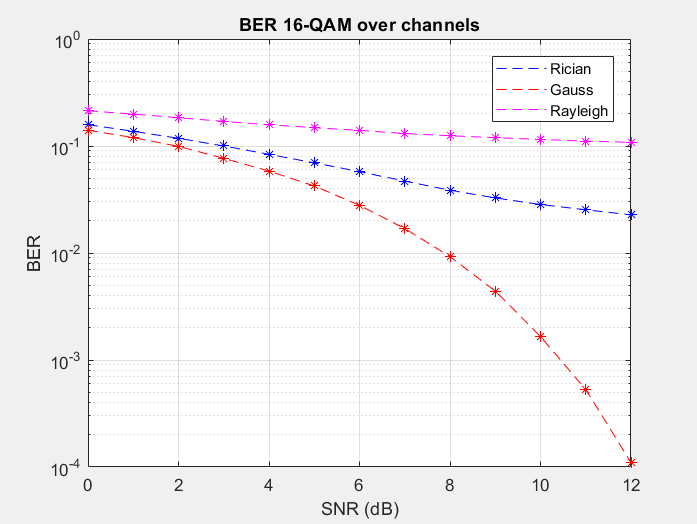 BER 16-QAM over channels
Rician
Gauss
Rayleigh
10^0
10^-1
10^-2
10^-3
10^-4
BER
0 2 4 6 8 10 12
SNR (dB)